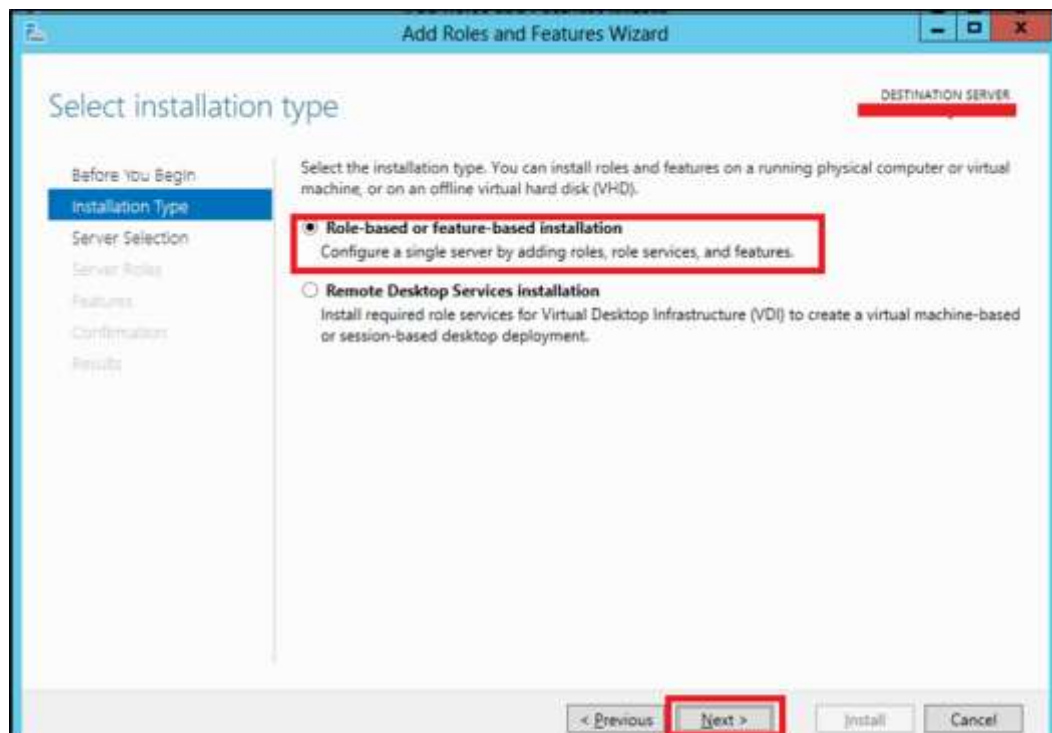 Add Roles and Features Wizard
Select installation type
DESTINATION SERVER
Before You Begin
Installation Type
Server Selection
Server Roles
Features
Confirmation
Results
Select the installation type. You can install roles and features on a running physical computer or virtual
machine, or on an offline virtual hard disk (VHD).
Role-based or feature-based installation
Configure a single server by adding roles, role services, and features.
Remote Desktop Services installation
Install required role services for Virtual Desktop Infrastructure (VDI) to create a virtual machine-based
or session-based desktop deployment.
< Previous
Next >
Install
Cancel